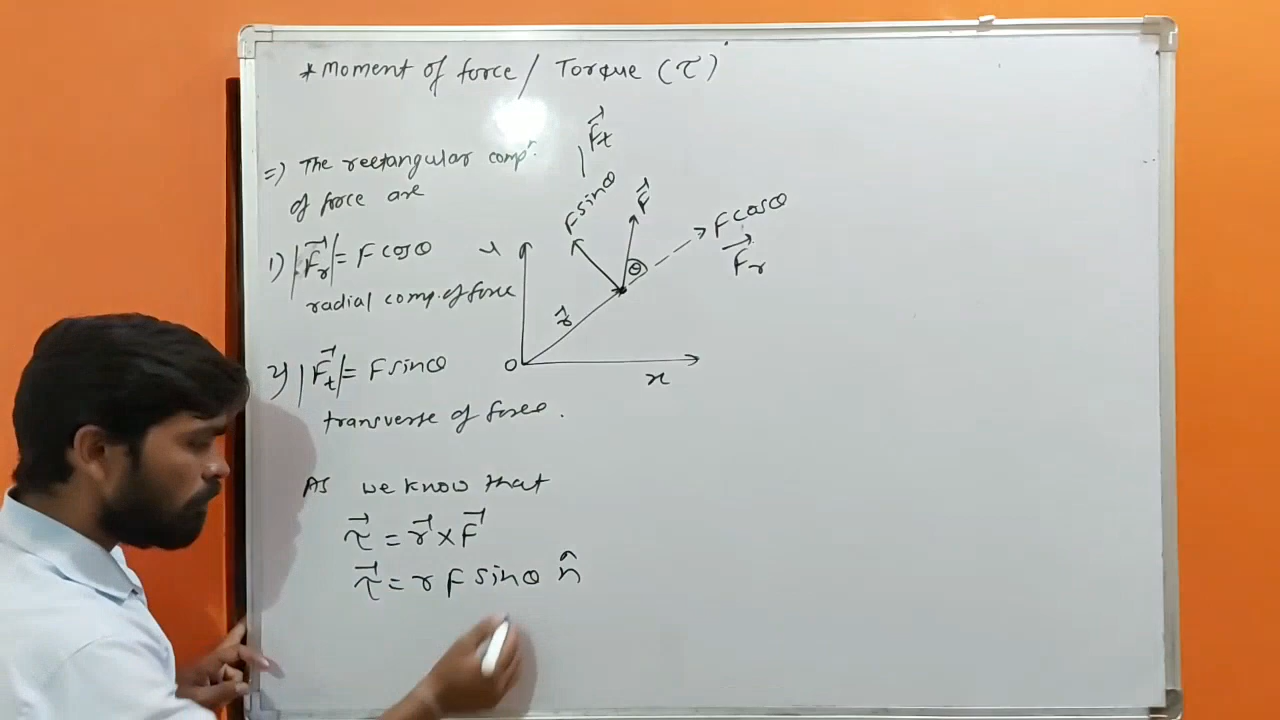 * Moment of force / Torque (τ)
⇒) The rectangular compⁿ.
of force are
1) |F⃗r| = F cosθ
radial comp. of force
2) |F⃗t| = F sinθ
transverse of force.
F⃗t
F sinθ
F⃗
F cosθ
F⃗r
θ
y
r⃗
O
x
As we know that
τ⃗ = r⃗ × F⃗
τ⃗ = r F sinθ n̂